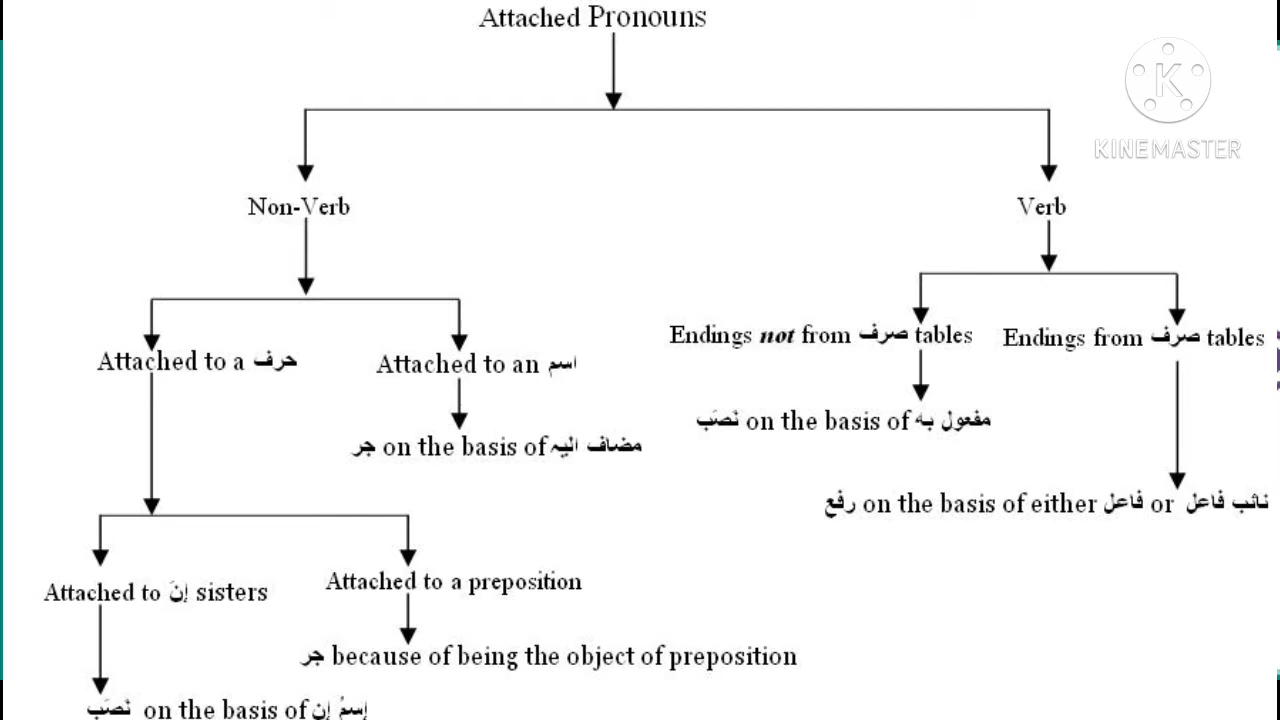 Attached Pronouns
KINEMASTER
Non-Verb
Verb
Endings not from صرف tables
Endings from صرف tables
Attached to a حرف
Attached to an اسم
نَصَب on the basis of مفعول به
جر on the basis of مضاف اليہ
رفع on the basis of either فاعل or نائب فاعل
Attached to إنَ sisters
Attached to a preposition
جر because of being the object of preposition
نَصَب on the basis of إسمُ إن